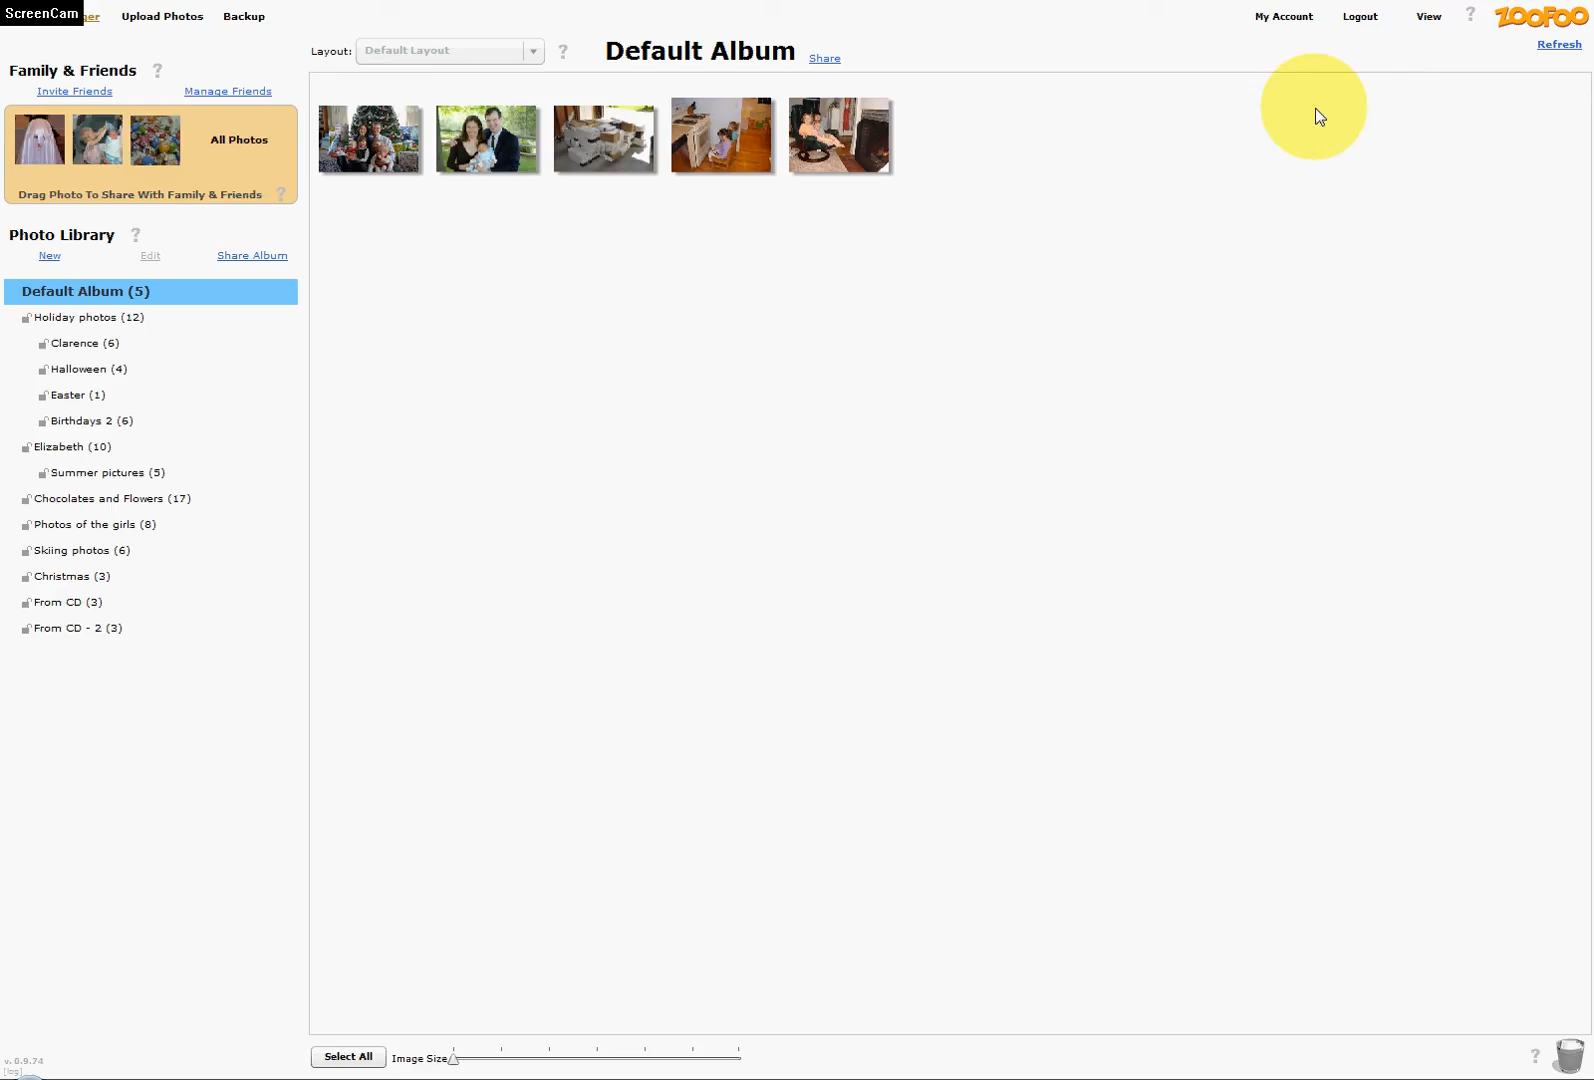 ScreenCam
Upload Photos
Backup
My Account
Logout
View
?
ZOOFOO
Layout:
Default Layout
?
Default Album
Share
Refresh
Family & Friends
?
Invite Friends
Manage Friends
All Photos
Drag Photo To Share With Family & Friends
?
Photo Library
?
New
Edit
Share Album
Default Album (5)
Holiday photos (12)
Clarence (6)
Halloween (4)
Easter (1)
Birthdays 2 (6)
Elizabeth (10)
Summer pictures (5)
Chocolates and Flowers (17)
Photos of the girls (8)
Skiing photos (6)
Christmas (3)
From CD (3)
From CD - 2 (3)
v. 0.9.74
[log]
Select All
Image Size
?